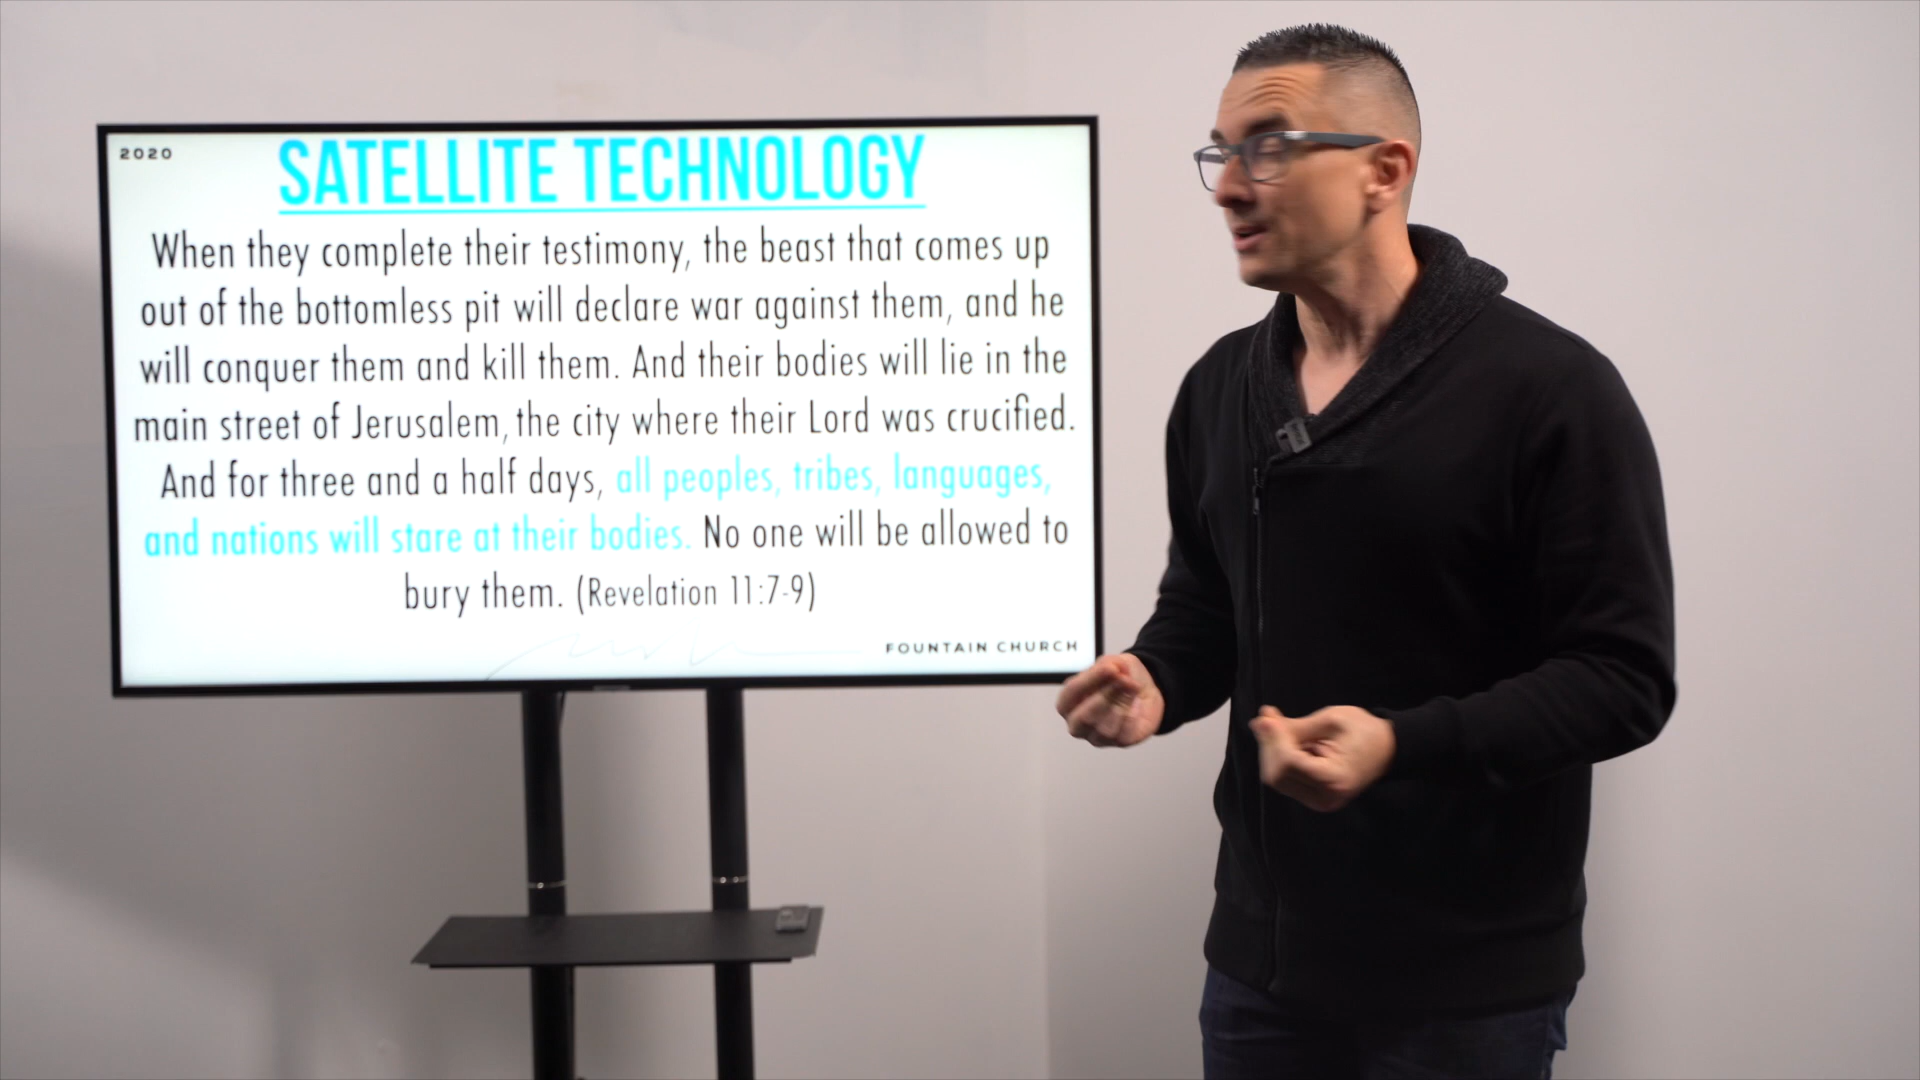 2020
SATELLITE TECHNOLOGY
When they complete their testimony, the beast that comes up
out of the bottomless pit will declare war against them, and he
will conquer them and kill them. And their bodies will lie in the
main street of Jerusalem, the city where their Lord was crucified.
And for three and a half days, all peoples, tribes, languages,
and nations will stare at their bodies. No one will be allowed to
bury them. (Revelation 11:7-9)
FOUNTAIN CHURCH